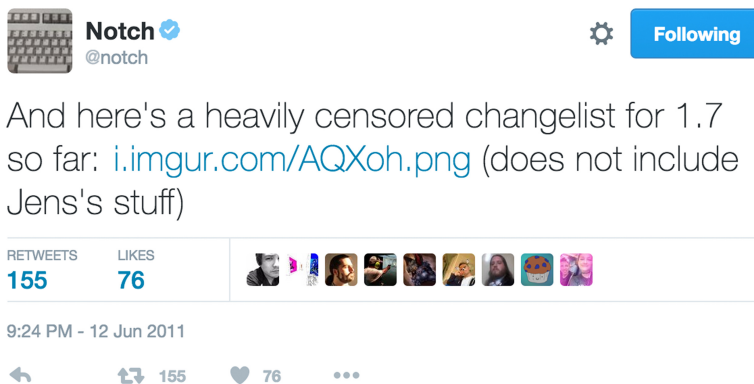 Notch
@notch
Following
And here's a heavily censored changelist for 1.7
so far: i.imgur.com/AQXoh.png (does not include
Jens's stuff)
RETWEETS LIKES
155 76
9:24 PM - 12 Jun 2011
155 76